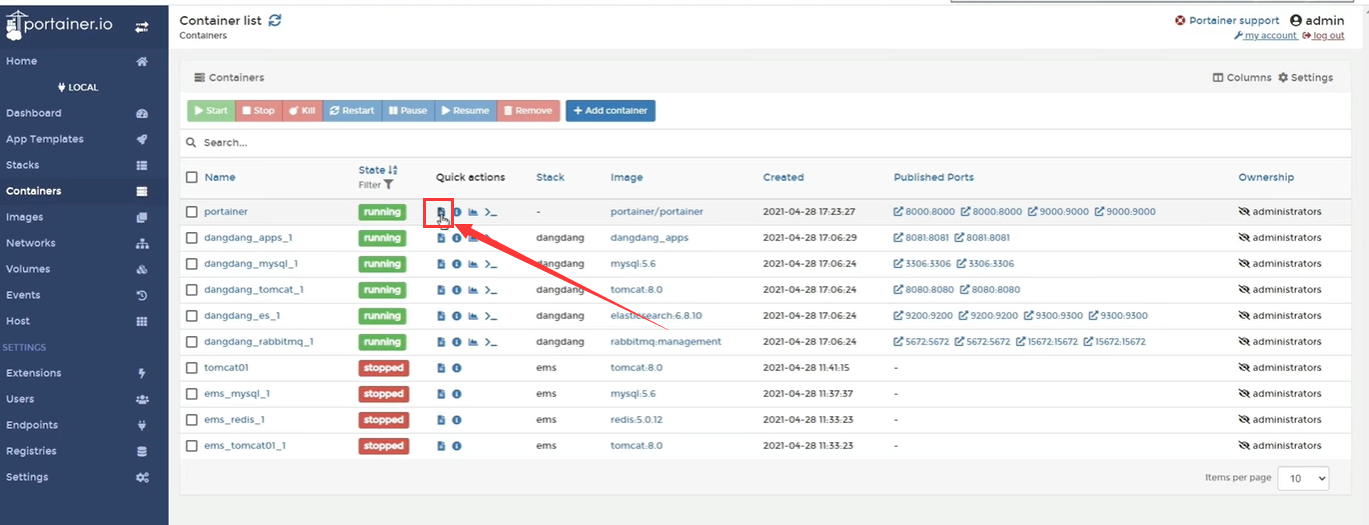 portainer.io
Container list
Containers
Portainer support admin
my account log out
Home
LOCAL
Dashboard
App Templates
Stacks
Containers
Images
Networks
Volumes
Events
Host
SETTINGS
Extensions
Users
Endpoints
Registries
Settings
Containers
Columns Settings
Start Stop Kill Restart Pause Resume Remove + Add container
Search...
Name State Filter Quick actions Stack Image Created Published Ports Ownership
portainer running >_ - portainer/portainer 2021-04-28 17:23:27 8000:8000 8000:8000 9000:9000 9000:9000 administrators
dangdang_apps_1 running dangdang dangdang_apps 2021-04-28 17:06:29 8081:8081 8081:8081 administrators
dangdang_mysql_1 running >_ dangdang mysql:5.6 2021-04-28 17:06:24 3306:3306 3306:3306 administrators
dangdang_tomcat_1 running >_ dangdang tomcat:8.0 2021-04-28 17:06:24 8080:8080 8080:8080 administrators
dangdang_es_1 running >_ dangdang elasticsearch:6.8.10 2021-04-28 17:06:24 9200:9200 9200:9200 9300:9300 9300:9300 administrators
dangdang_rabbitmq_1 running >_ dangdang rabbitmq:management 2021-04-28 17:06:24 5672:5672 5672:5672 15672:15672 15672:15672 administrators
tomcat01 stopped ems tomcat:8.0 2021-04-28 11:41:15 - administrators
ems_mysql_1 stopped ems mysql:5.6 2021-04-28 11:37:37 - administrators
ems_redis_1 stopped ems redis:5.0.12 2021-04-28 11:33:23 - administrators
ems_tomcat01_1 stopped ems tomcat:8.0 2021-04-28 11:33:23 - administrators
Items per page 10